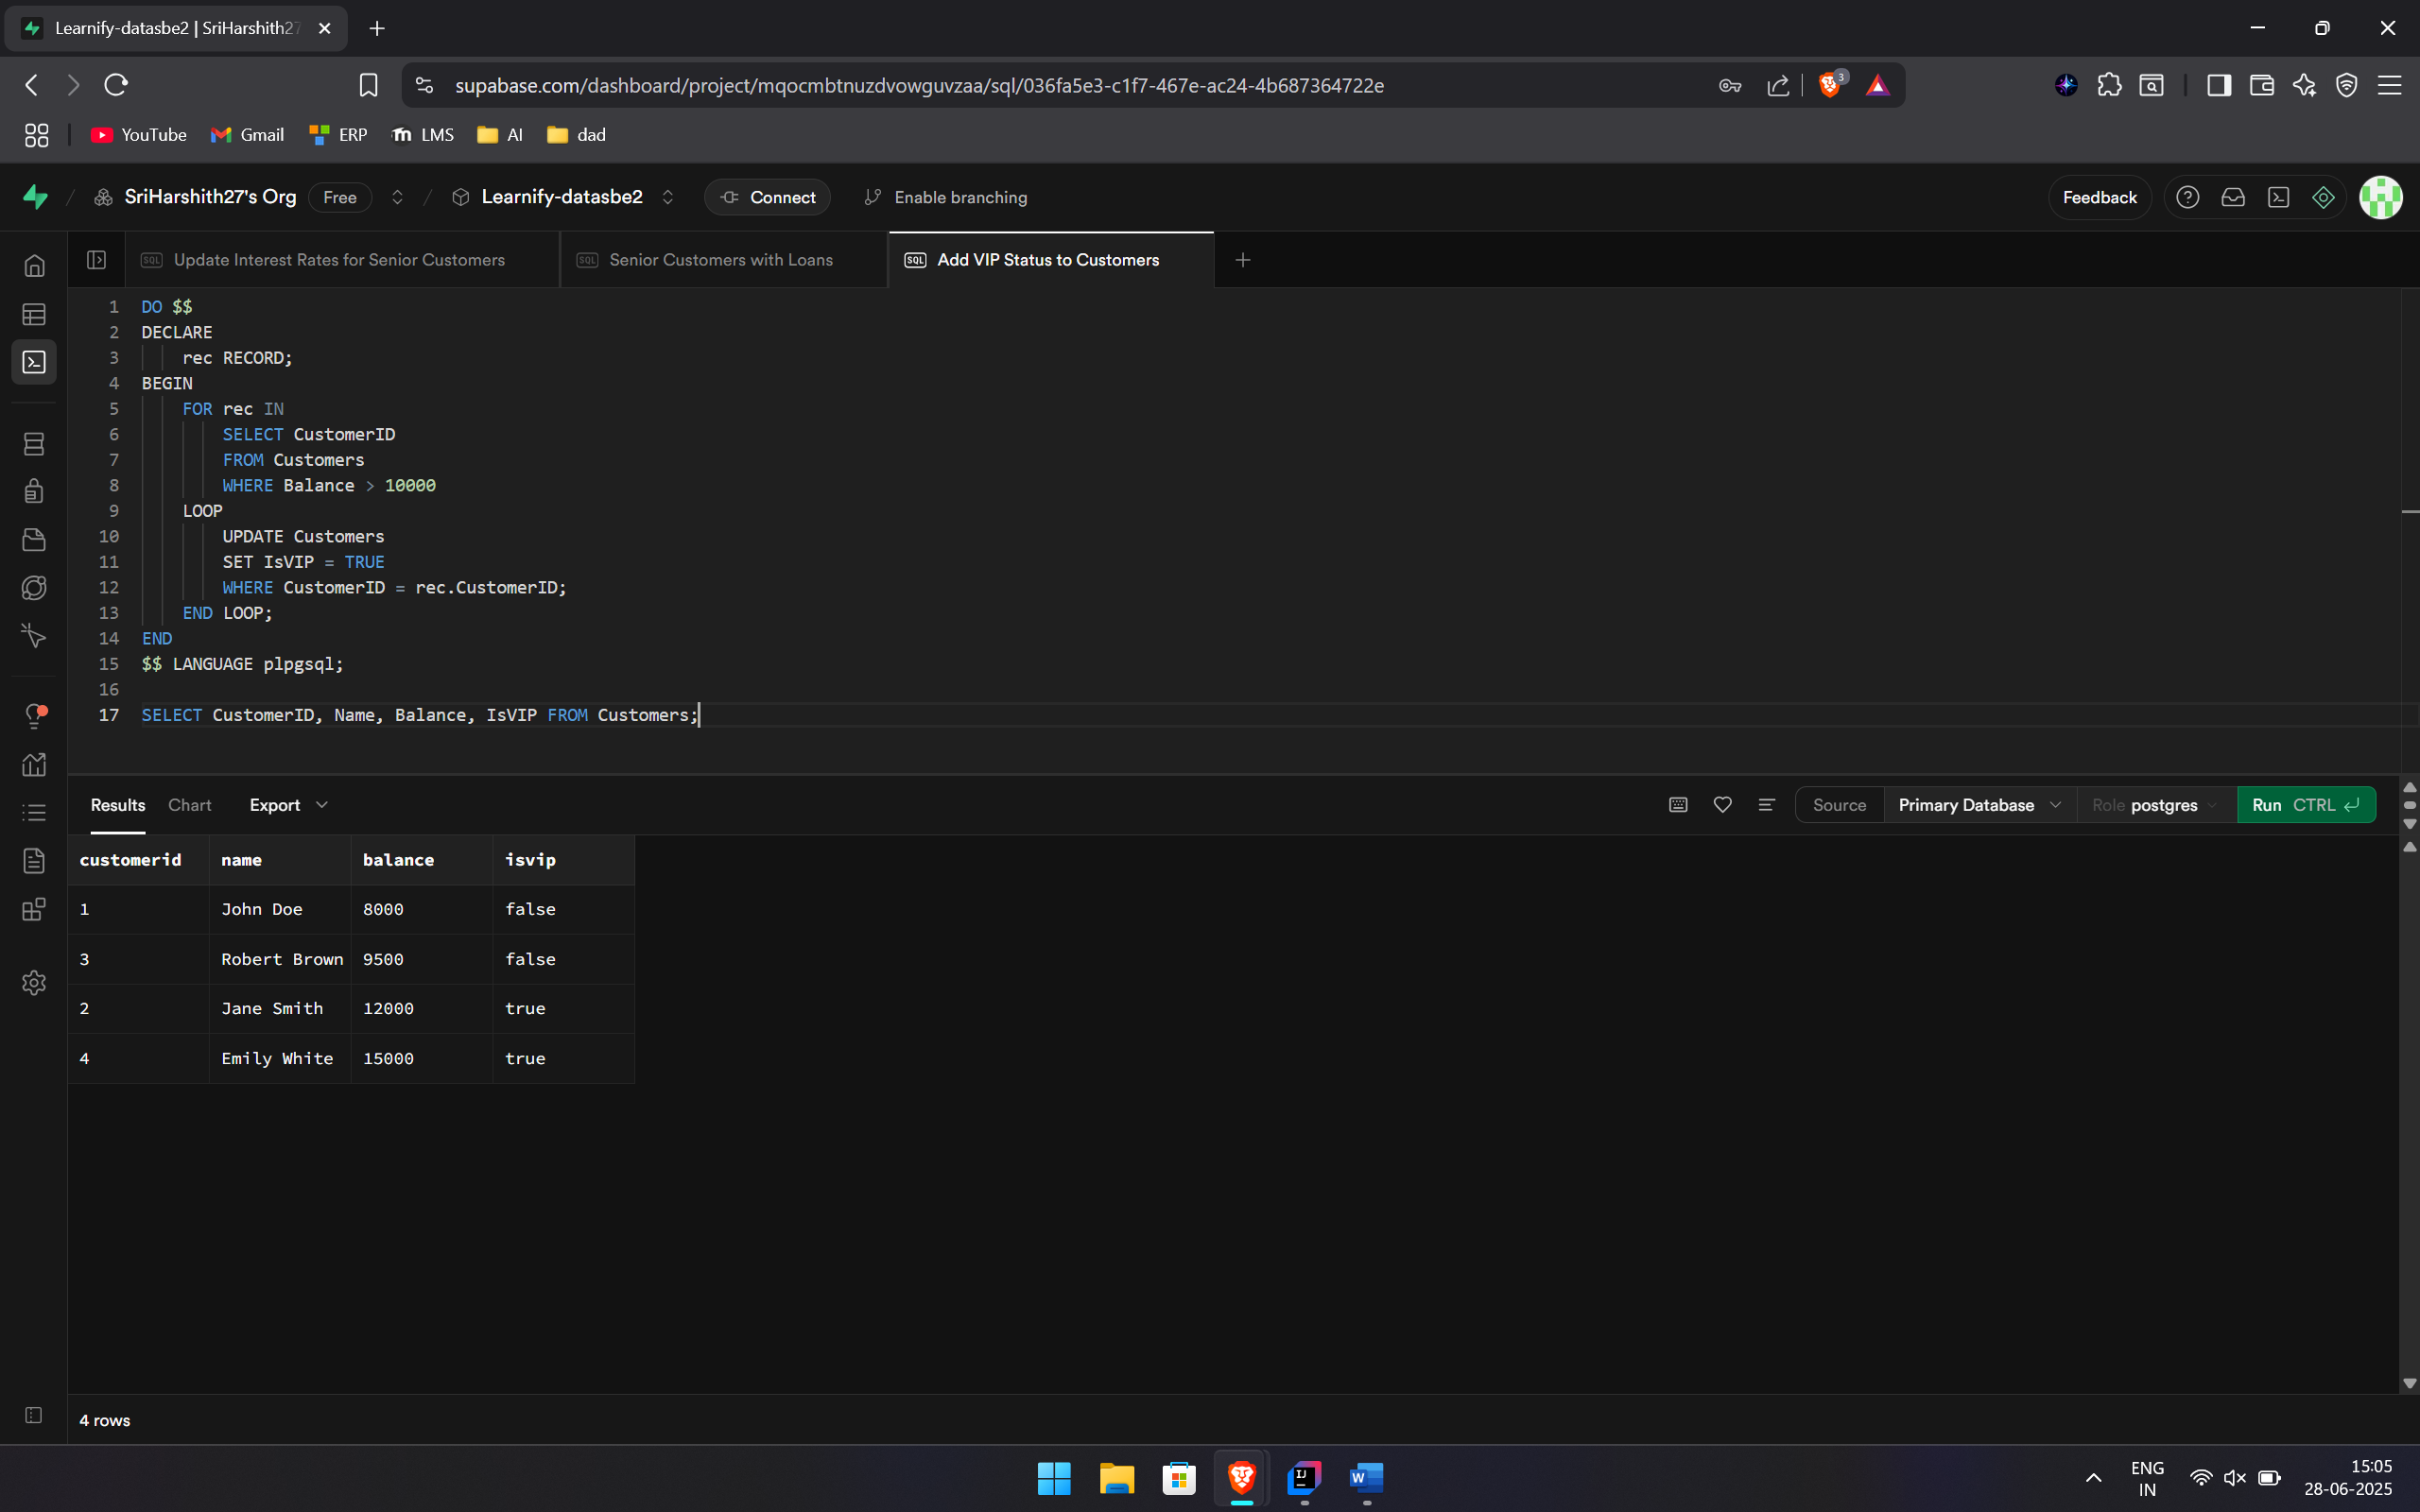 Learnify-datasbe2 | SriHarshith27
supabase.com/dashboard/project/mqocmbtnuzdvowguvzaa/sql/036fa5e3-c1f7-467e-ac24-4b687364722e
3
YouTube Gmail ERP LMS AI dad
SriHarshith27's Org Free Learnify-datasbe2 Connect Enable branching Feedback
SQL Update Interest Rates for Senior Customers SQL Senior Customers with Loans SQL Add VIP Status to Customers
1 DO $$
2 DECLARE
3 rec RECORD;
4 BEGIN
5 FOR rec IN
6 SELECT CustomerID
7 FROM Customers
8 WHERE Balance > 10000
9 LOOP
10 UPDATE Customers
11 SET IsVIP = TRUE
12 WHERE CustomerID = rec.CustomerID;
13 END LOOP;
14 END
15 $$ LANGUAGE plpgsql;
16
17 SELECT CustomerID, Name, Balance, IsVIP FROM Customers;
Results Chart Export Source Primary Database Role postgres Run CTRL
customerid name balance isvip
1 John Doe 8000 false
3 Robert Brown 9500 false
2 Jane Smith 12000 true
4 Emily White 15000 true
4 rows
ENG IN
15:05
28-06-2025